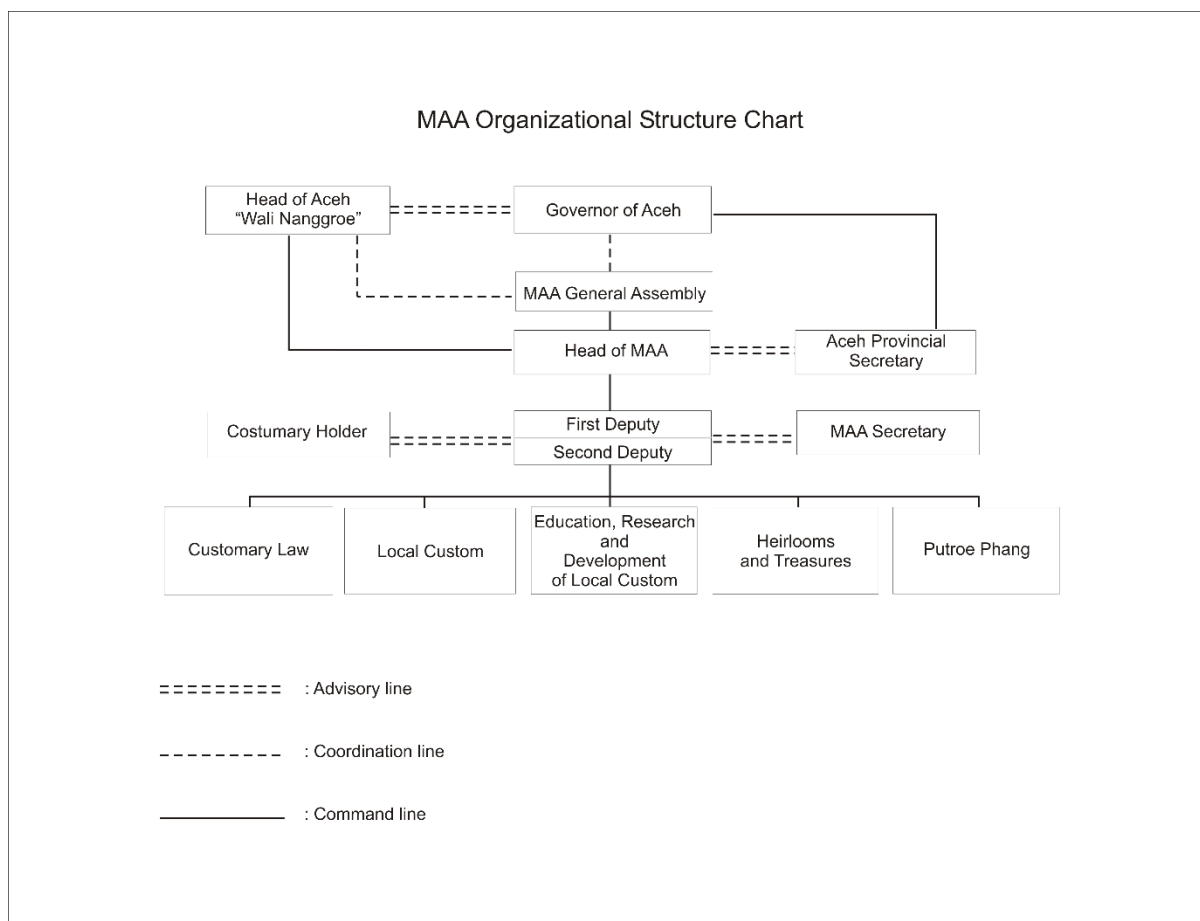 MAA Organizational Structure Chart
Head of Aceh
“Wali Nanggroe”
Governor of Aceh
MAA General Assembly
Head of MAA
Aceh Provincial
Secretary
Costumary Holder
First Deputy
Second Deputy
MAA Secretary
Customary Law
Local Custom
Education, Research
and
Development
of Local Custom
Heirlooms
and Treasures
Putroe Phang
: Advisory line
: Coordination line
: Command line